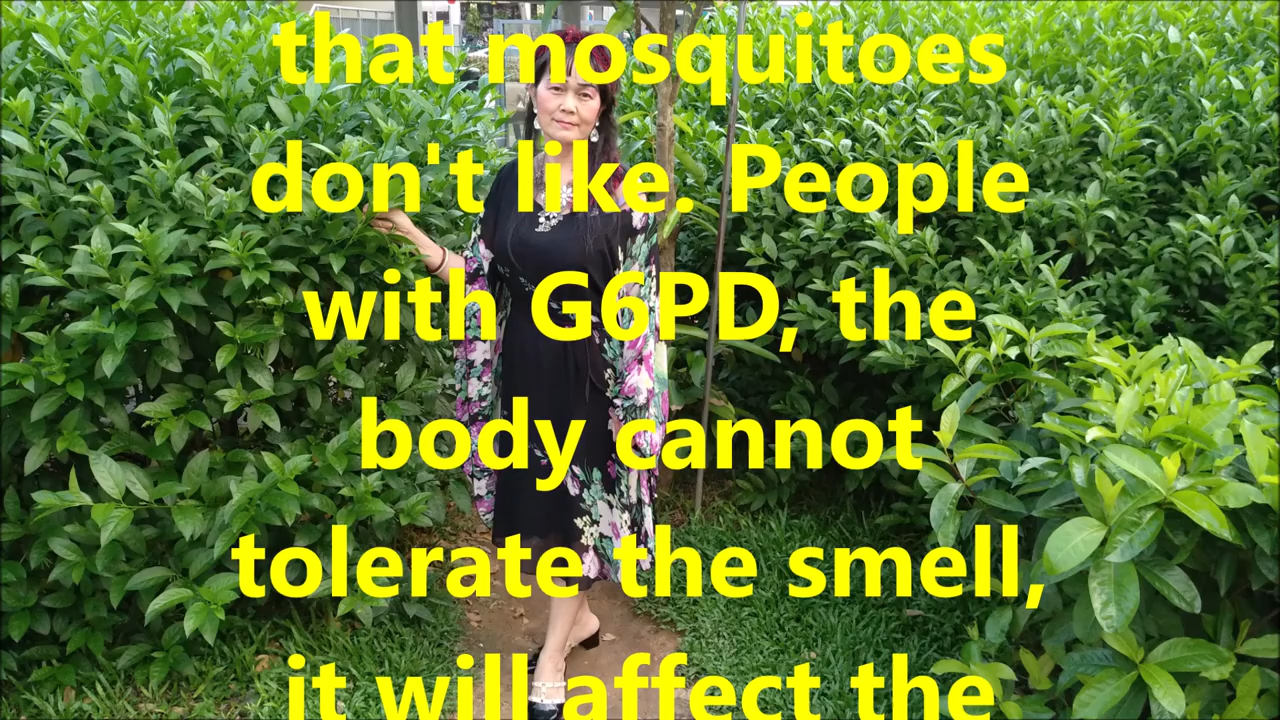 that mosquitoes
don't like. People
with G6PD, the
body cannot
tolerate the smell,
it will affect the